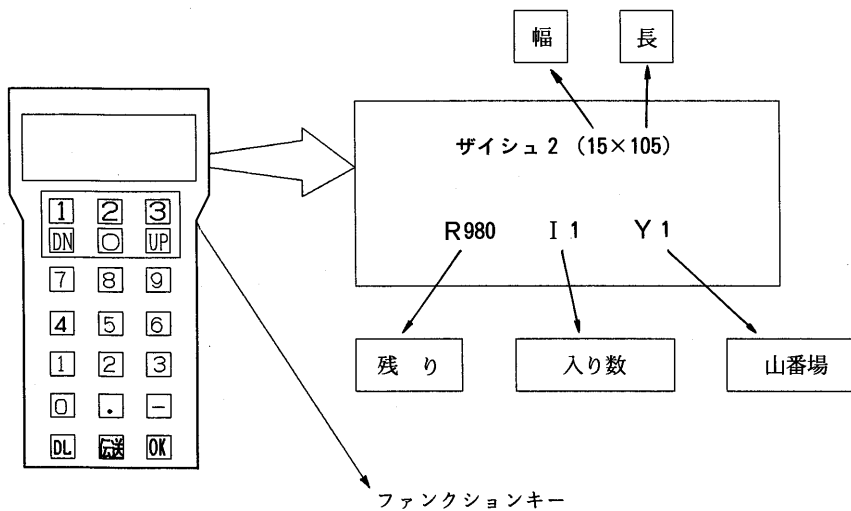 幅 長
ザイシュ2 (15×105)
R980 I 1 Y 1
残り 入り数 山番場
1 2 3
DN ○ UP
7 8 9
4 5 6
1 2 3
0 . −
DL 伝送 OK
ファンクションキー